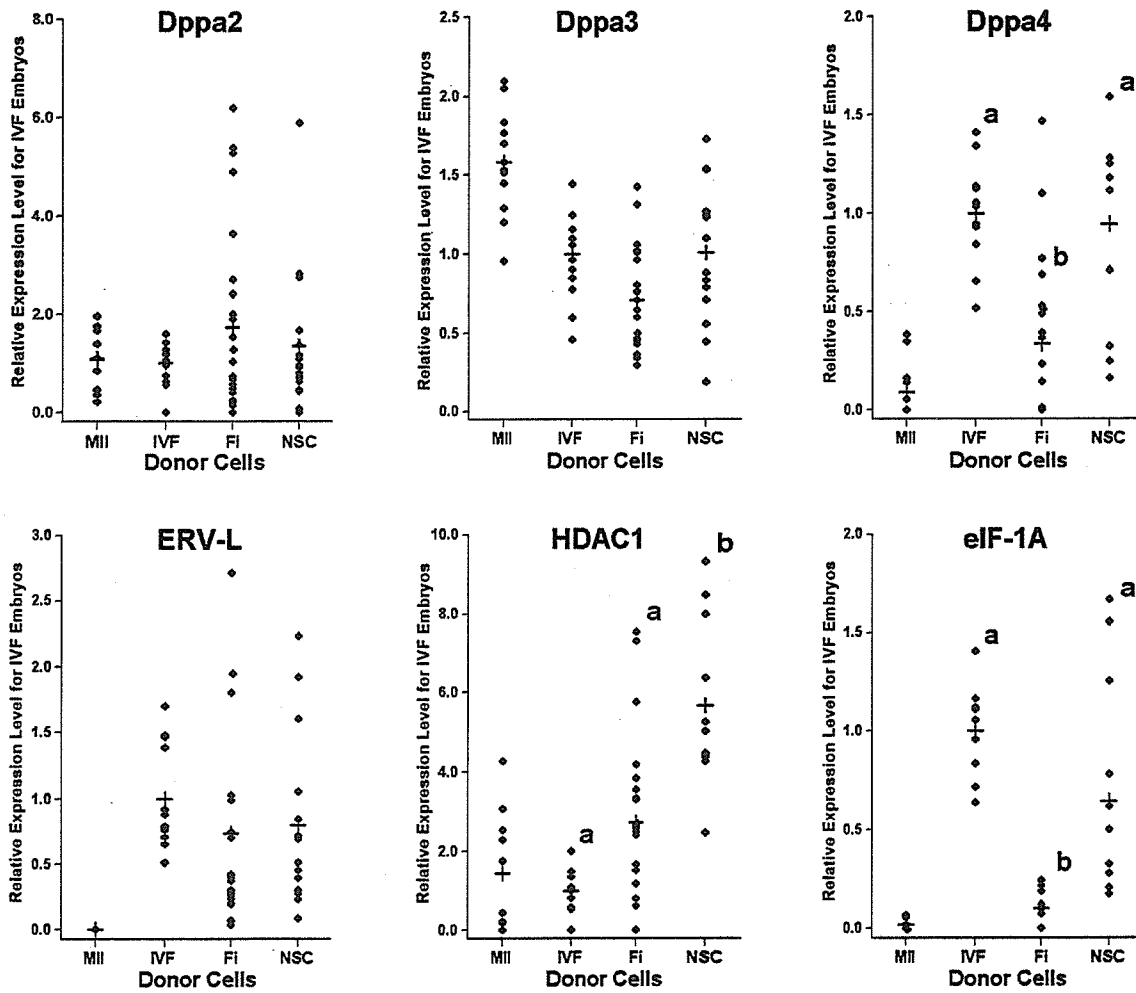 Dppa2
Relative Expression Level for IVF Embryos
8.0
6.0
4.0
2.0
0.0
MII IVF Fi NSC
Donor Cells
Dppa3
Relative Expression Level for IVF Embryos
2.5
2.0
1.5
1.0
0.5
0.0
MII IVF Fi NSC
Donor Cells
Dppa4
Relative Expression Level for IVF Embryos
2.0
1.5
1.0
0.5
0.0
a
b
a
MII IVF Fi NSC
Donor Cells
ERV-L
Relative Expression Level for IVF Embryos
3.0
2.5
2.0
1.5
1.0
0.5
0.0
MII IVF Fi NSC
Donor Cells
HDAC1
Relative Expression Level for IVF Embryos
10.0
8.0
6.0
4.0
2.0
0.0
a
a
b
MII IVF Fi NSC
Donor Cells
eIF-1A
Relative Expression Level for IVF Embryos
2.0
1.5
1.0
0.5
0.0
a
b
a
MII IVF Fi NSC
Donor Cells